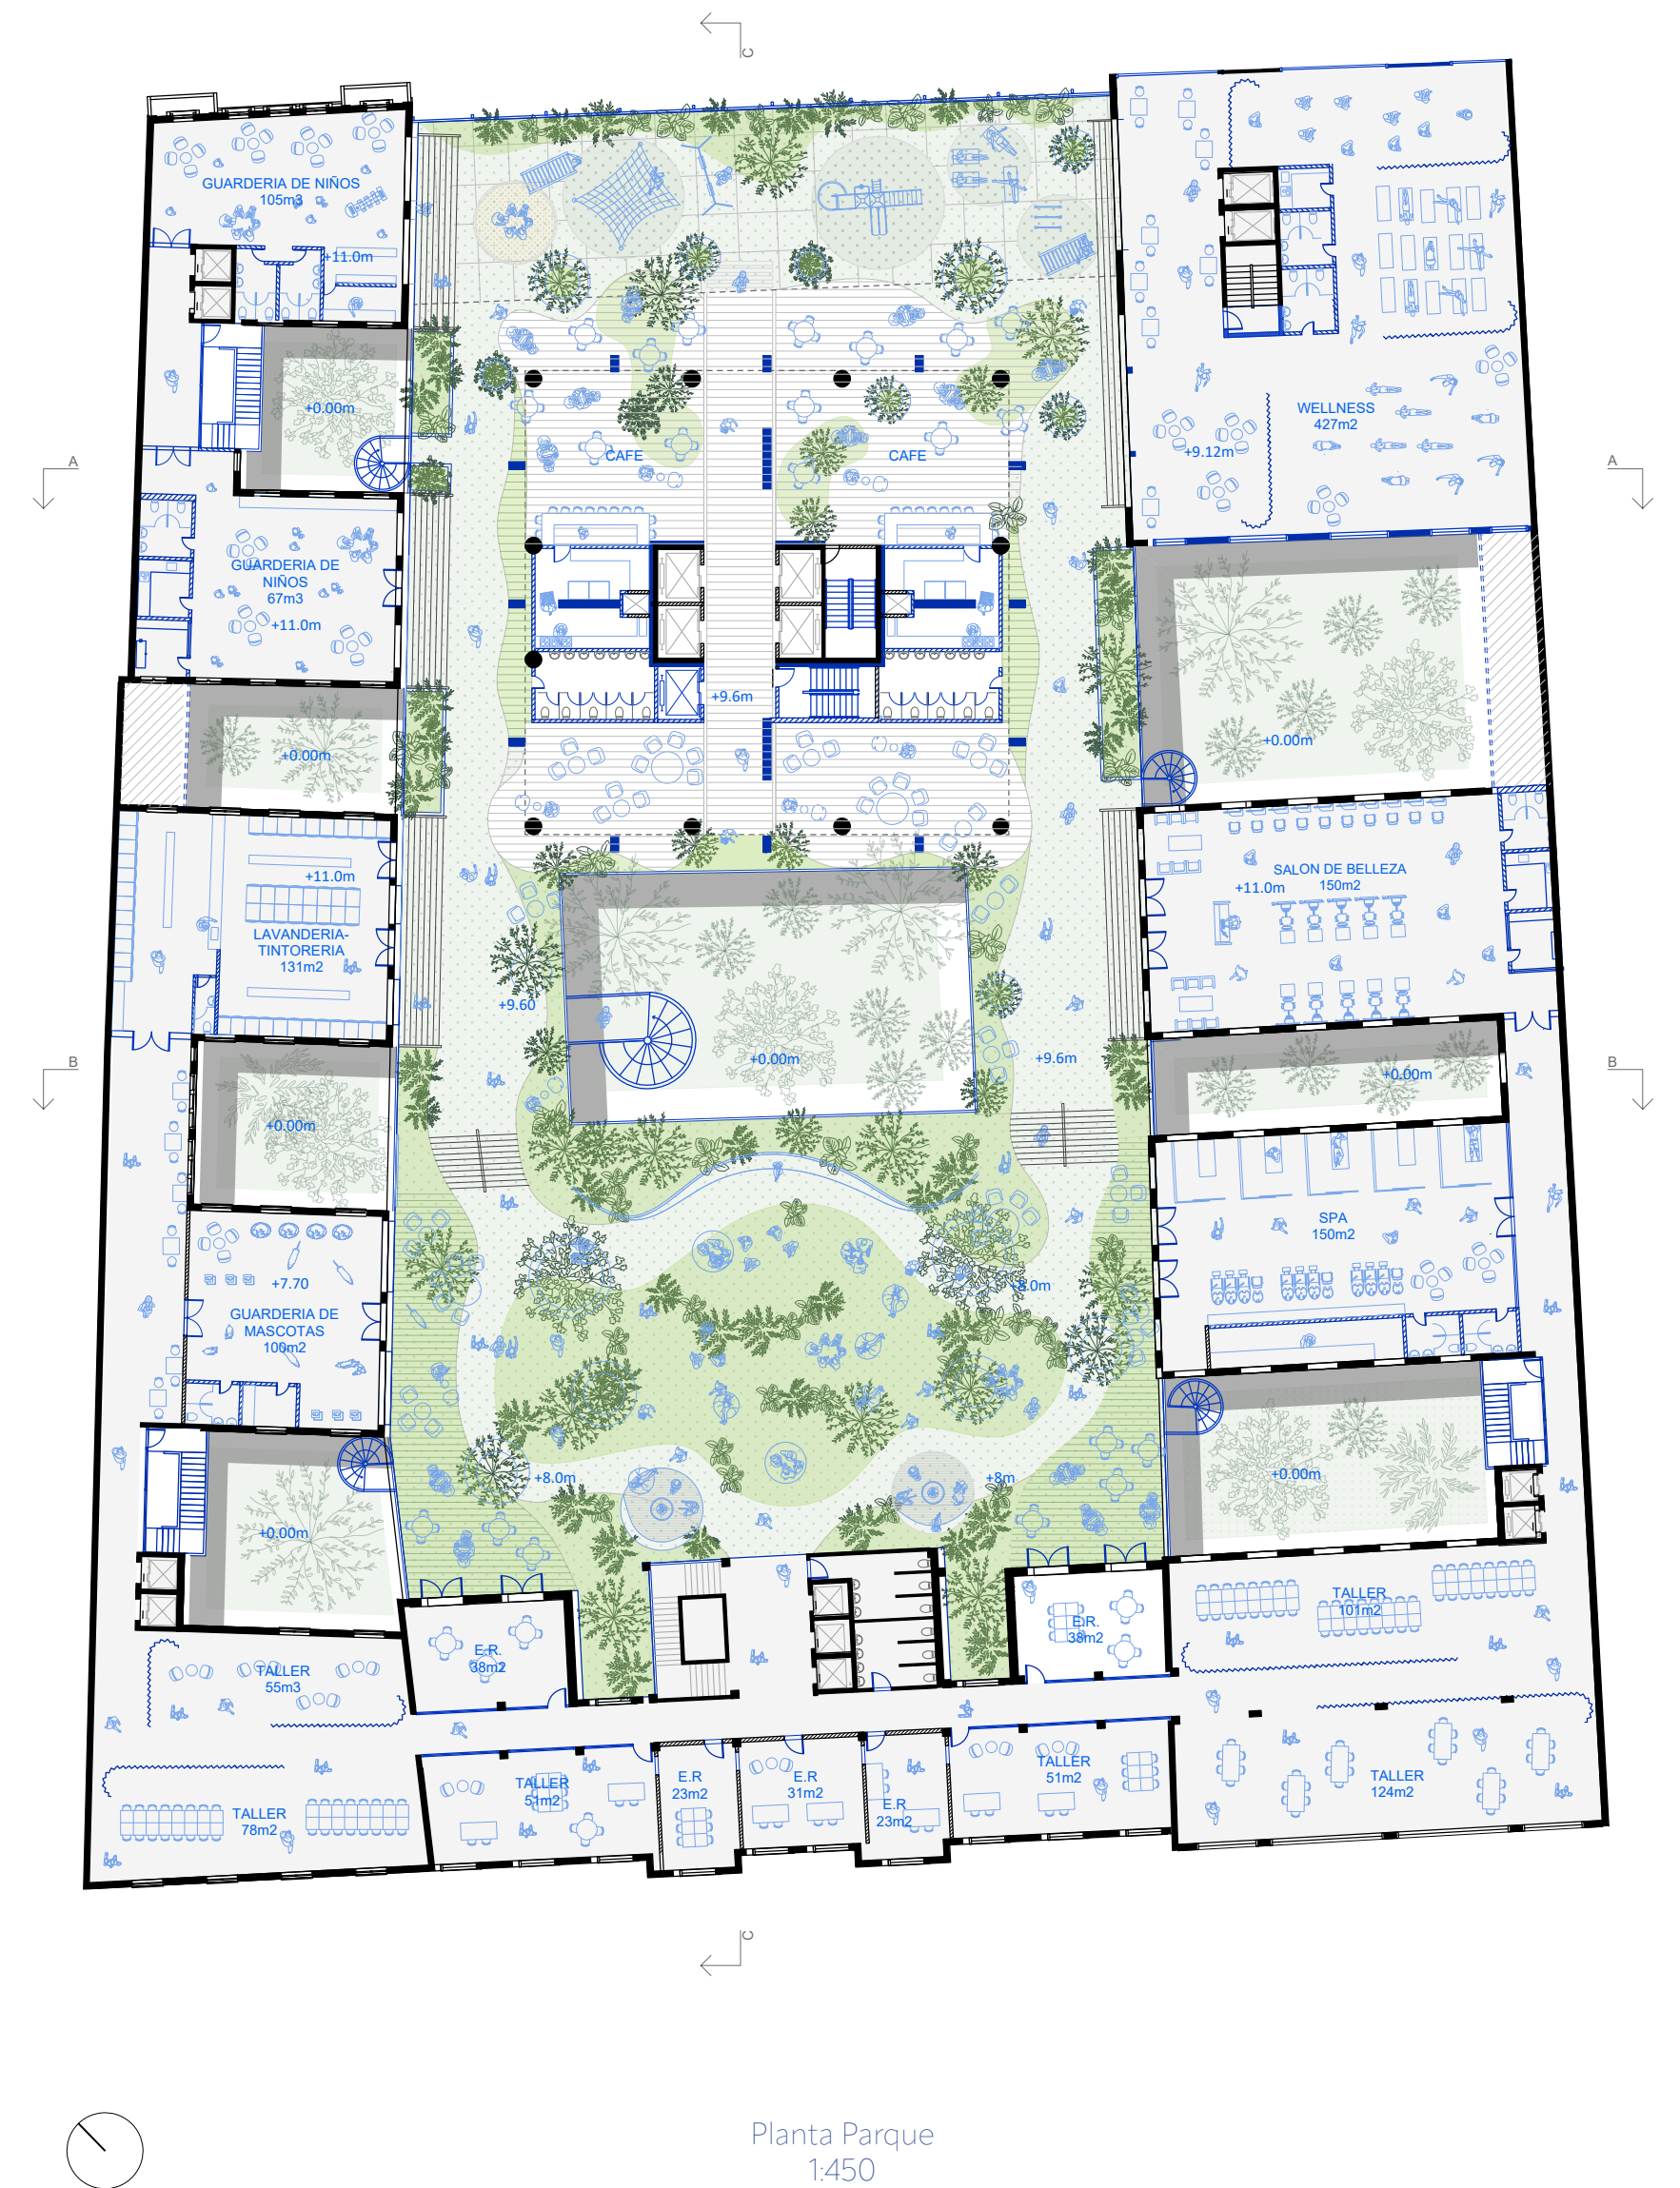 C
GUARDERIA DE NIÑOS
105m3
+11.0m
+0.00m
CAFE
CAFE
WELLNESS
427m2
+9.12m
A
A
GUARDERIA DE
NIÑOS
67m3
+11.0m
+9.6m
+0.00m
+0.00m
+11.0m
LAVANDERIA-
TINTORERIA
131m2
SALON DE BELLEZA
150m2
+11.0m
+9.60
+0.00m
+9.6m
+0.00m
B
B
+0.00m
SPA
150m2
+7.70
GUARDERIA DE
MASCOTAS
100m2
+8.0m
+8.0m
+8m
+0.00m
+0.00m
TALLER
101m2
E.R.
38m2
E.R.
38m2
TALLER
55m3
TALLER
78m2
TALLER
51m2
E.R
23m2
E.R
31m2
E.R
23m2
TALLER
51m2
TALLER
124m2
C
Planta Parque
1:450